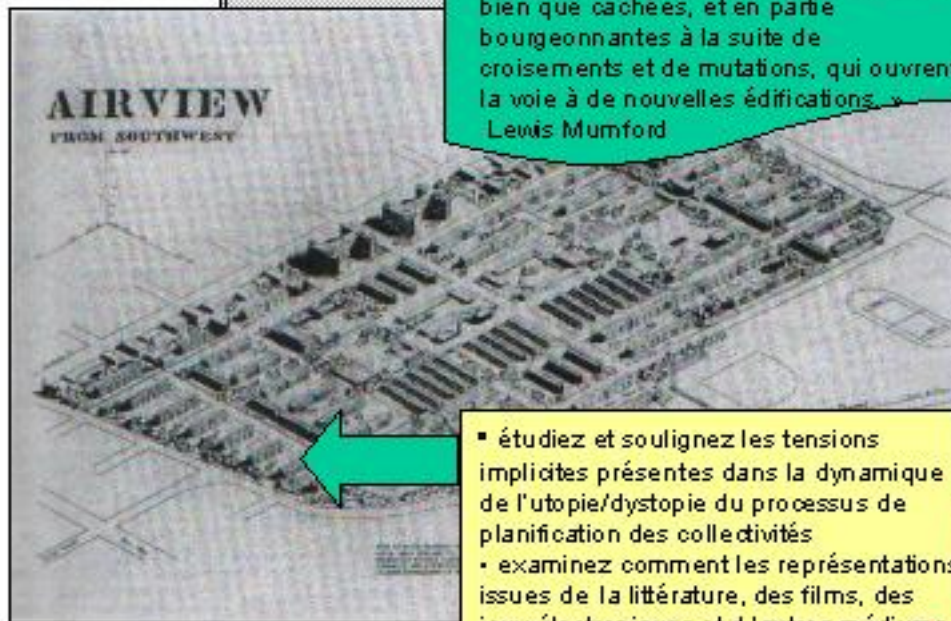 bien que cachées, et en partie
bourgeonnantes à la suite de
croisements et de mutations, qui ouvrent
la voie à de nouvelles édifications. »
Lewis Mumford
AIRVIEW
FROM SOUTHWEST
▪ étudiez et soulignez les tensions
implicites présentes dans la dynamique
de l'utopie/dystopie du processus de
planification des collectivités
• examinez comment les représentations
issues de la littérature, des films, des